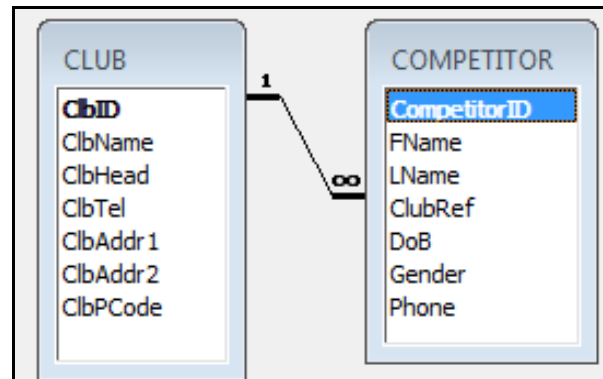 CLUB
ClbID
ClbName
ClbHead
ClbTel
ClbAddr1
ClbAddr2
ClbPCode
1
∞
COMPETITOR
CompetitorID
FName
LName
ClubRef
DoB
Gender
Phone